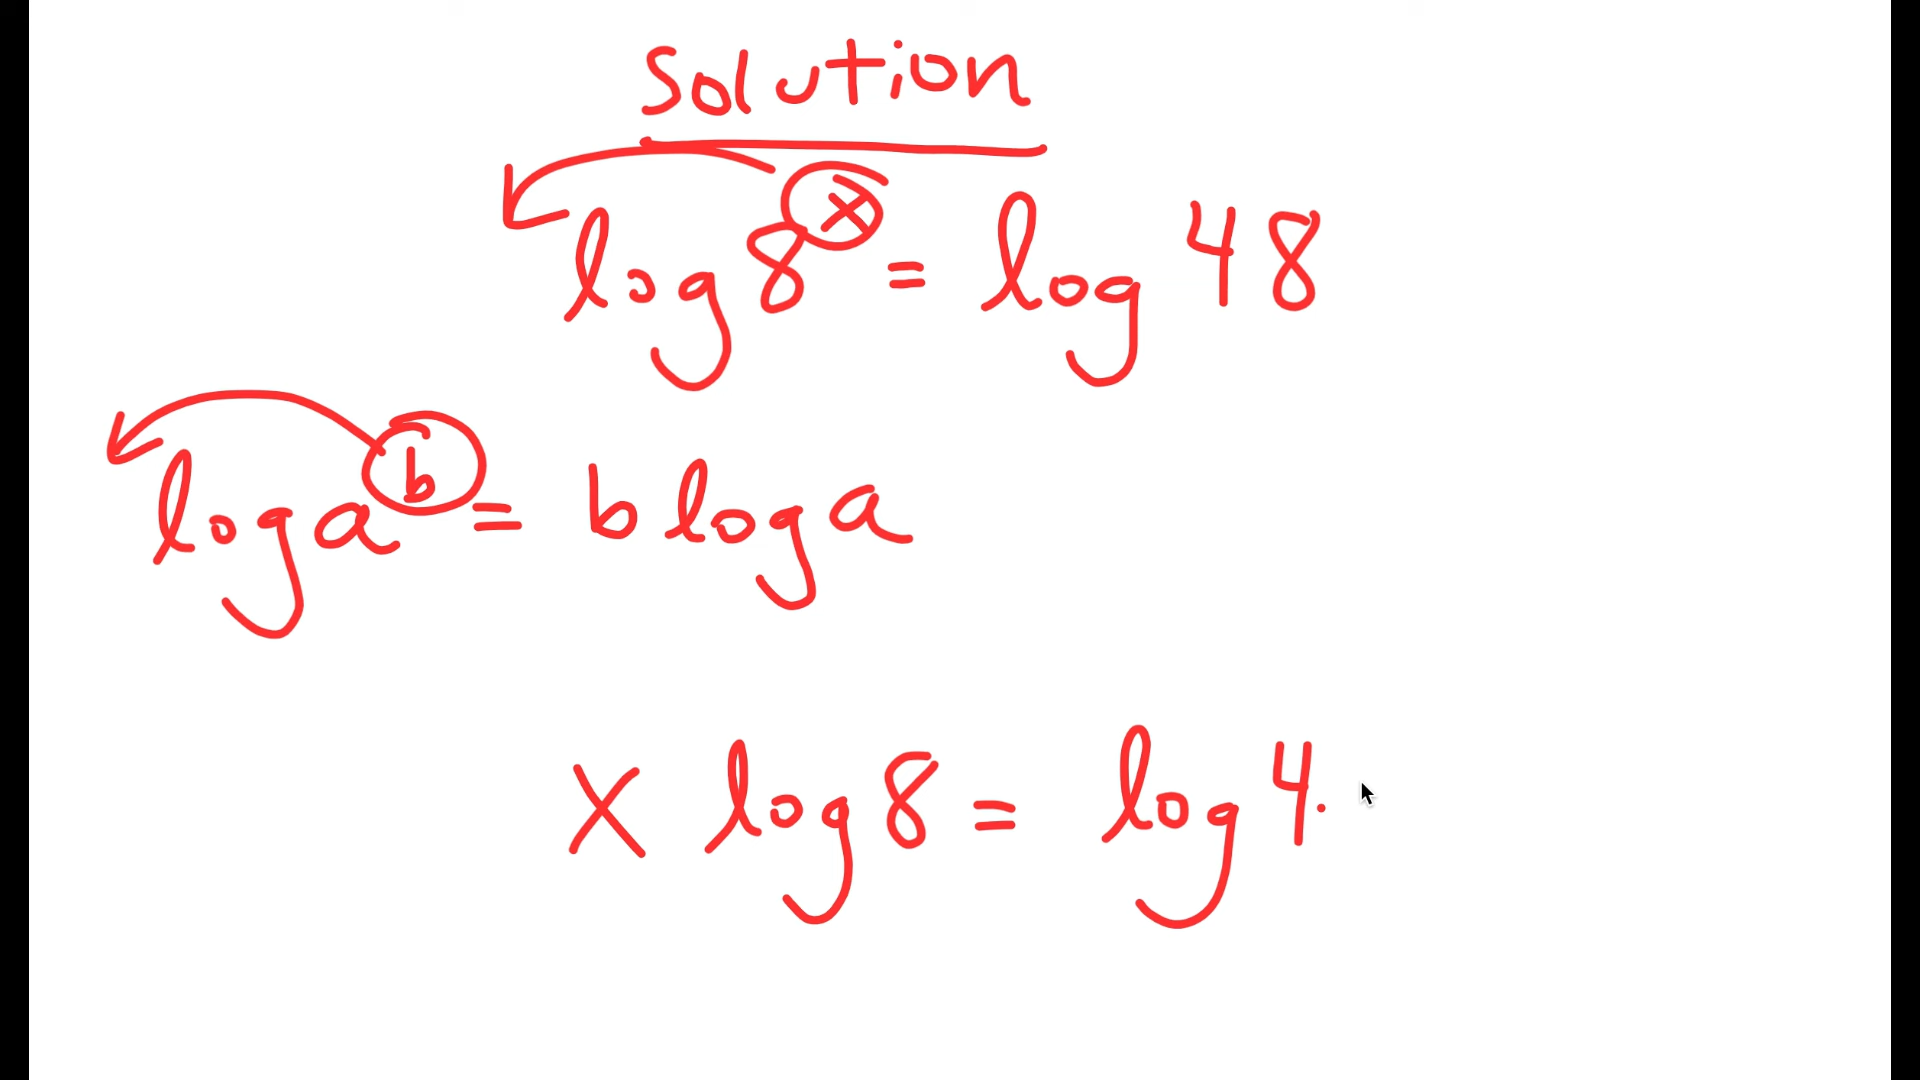 Solution
log 8^x = log 48
log a^b = b log a
x log 8 = log 4.